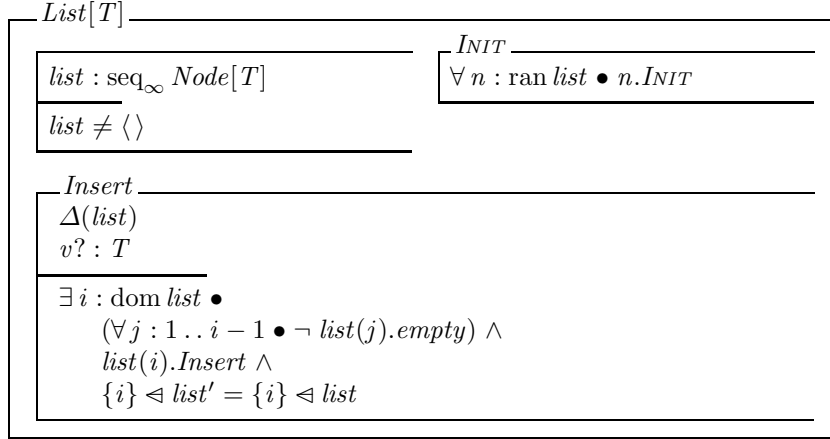 List[T]
list : seq∞ Node[T]
list ≠ ⟨ ⟩
INIT
∀ n : ran list • n.INIT
Insert
Δ(list)
v? : T
∃ i : dom list •
(∀ j : 1 . . i − 1 • ¬ list(j).empty) ∧
list(i).Insert ∧
{i} ⩤ list′ = {i} ⩤ list